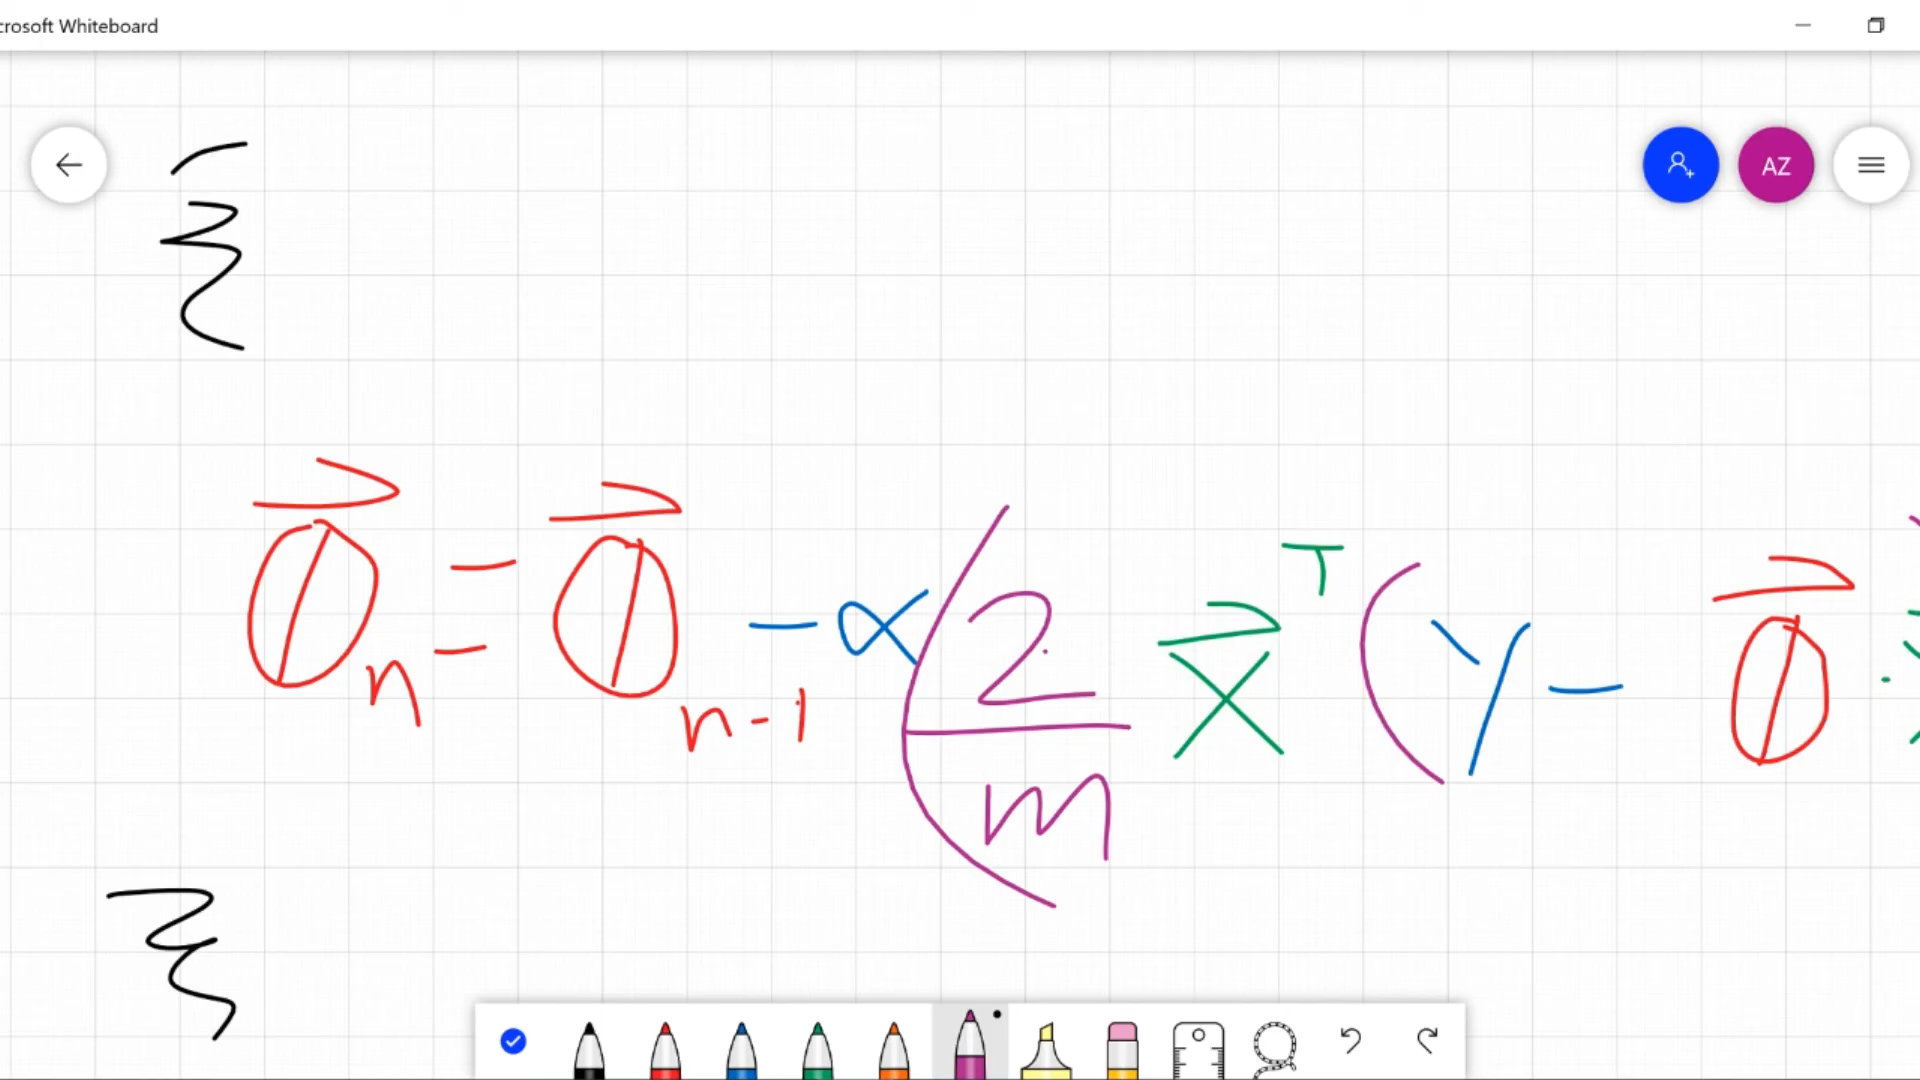 crosoft Whiteboard
AZ
θ⃗ₙ = θ⃗ₙ₋₁ - α(2/m X⃗ᵀ(y - θ⃗ ·